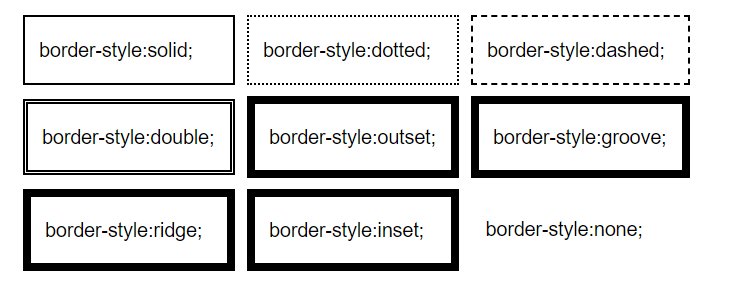 border-style:solid;
border-style:dotted;
border-style:dashed;
border-style:double;
border-style:outset;
border-style:groove;
border-style:ridge;
border-style:inset;
border-style:none;